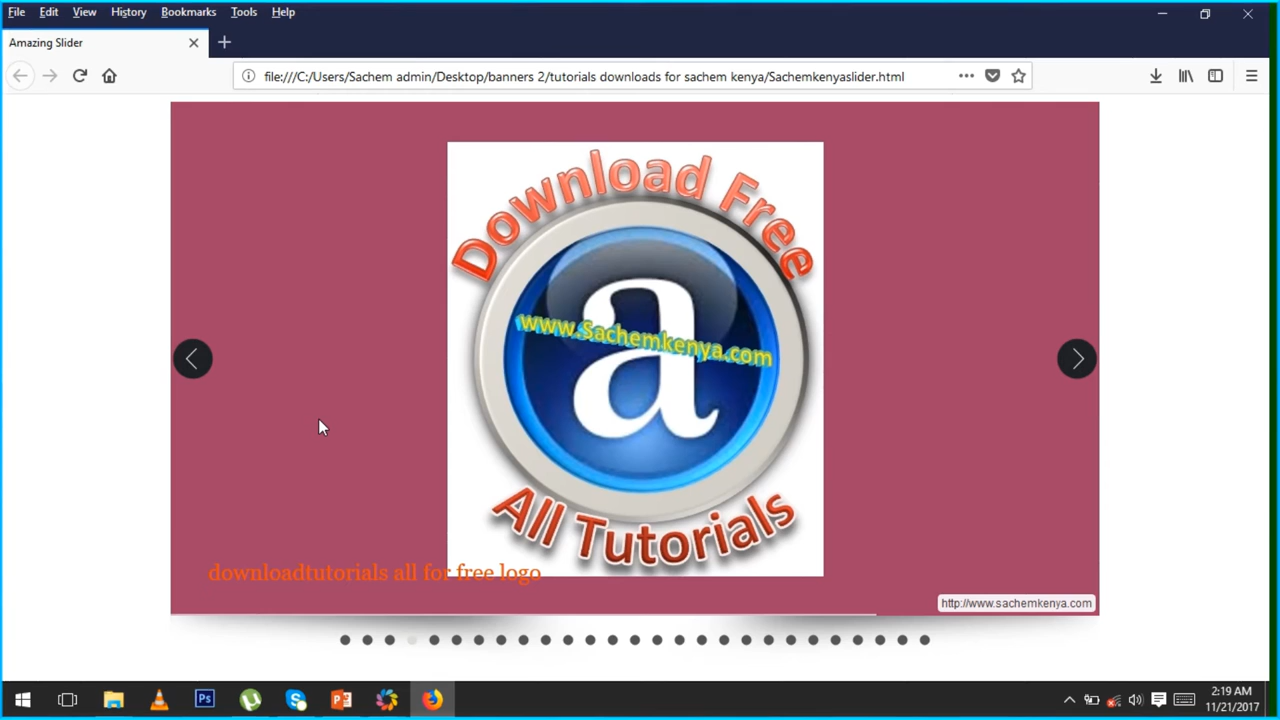 File Edit View History Bookmarks Tools Help
Amazing Slider
file:///C:/Users/Sachem admin/Desktop/banners 2/tutorials downloads for sachem kenya/Sachemkenyaslider.html
Download Free
a
www.Sachemkenya.com
All Tutorials
downloadtutorials all for free logo
http://www.sachemkenya.com
Ps
2:19 AM
11/21/2017